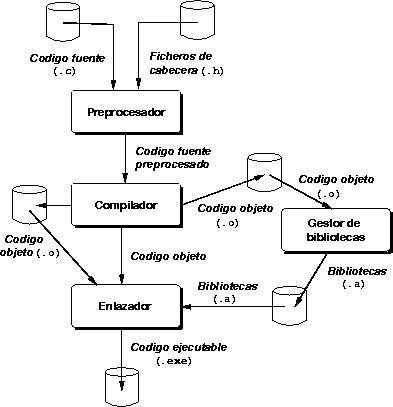 Codigo fuente
(.c)
Ficheros de
cabecera (.h)
Preprocesador
Codigo fuente
preprocesado
Compilador
Codigo objeto
(.o)
Codigo objeto
(.o)
Gestor de
bibliotecas
Codigo
objeto (.o)
Codigo objeto
Bibliotecas
(.a)
Bibliotecas
(.a)
Enlazador
Codigo ejecutable
(.exe)